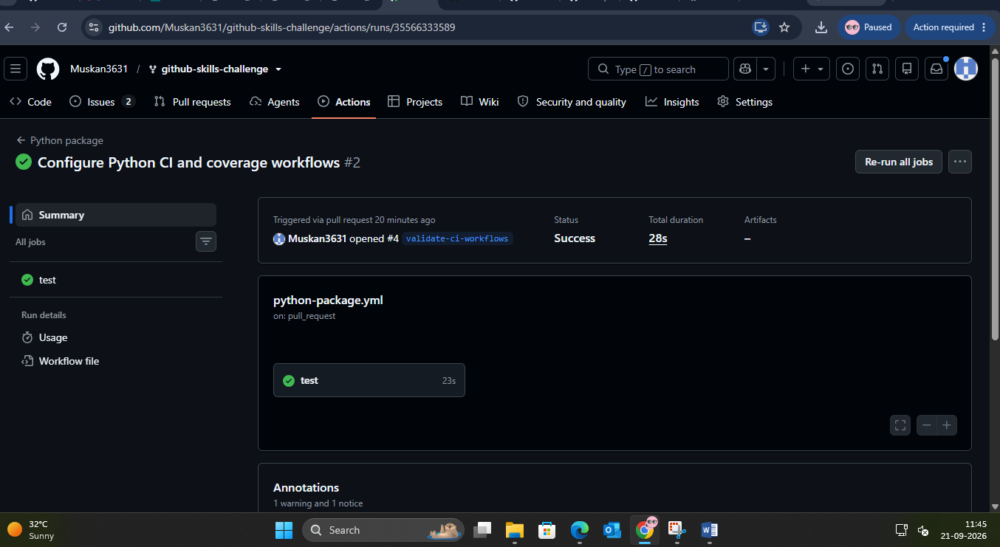 github.com/Muskan3631/github-skills-challenge/actions/runs/35566333589
Paused
Action required
Muskan3631 / github-skills-challenge
Type / to search
Code
Issues 2
Pull requests
Agents
Actions
Projects
Wiki
Security and quality
Insights
Settings
Python package
Configure Python CI and coverage workflows #2
Re-run all jobs
Summary
All jobs
test
Run details
Usage
Workflow file
Triggered via pull request 20 minutes ago
Muskan3631 opened #4 validate-ci-workflows
Status
Success
Total duration
28s
Artifacts
–
python-package.yml
on: pull_request
test 23s
Annotations
1 warning and 1 notice
32°C
Sunny
Search
11:45
21-09-2026